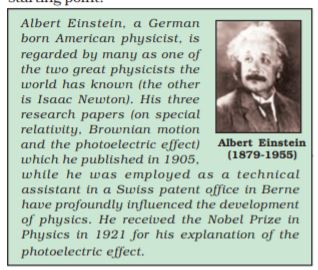 starting point.
Albert Einstein, a German
born American physicist, is
regarded by many as one of
the two great physicists the
world has known (the other
is Isaac Newton). His three
research papers (on special
relativity, Brownian motion
and the photoelectric effect)
which he published in 1905,
while he was employed as a technical
assistant in a Swiss patent office in Berne
have profoundly influenced the development
of physics. He received the Nobel Prize in
Physics in 1921 for his explanation of the
photoelectric effect.
Albert Einstein
(1879-1955)